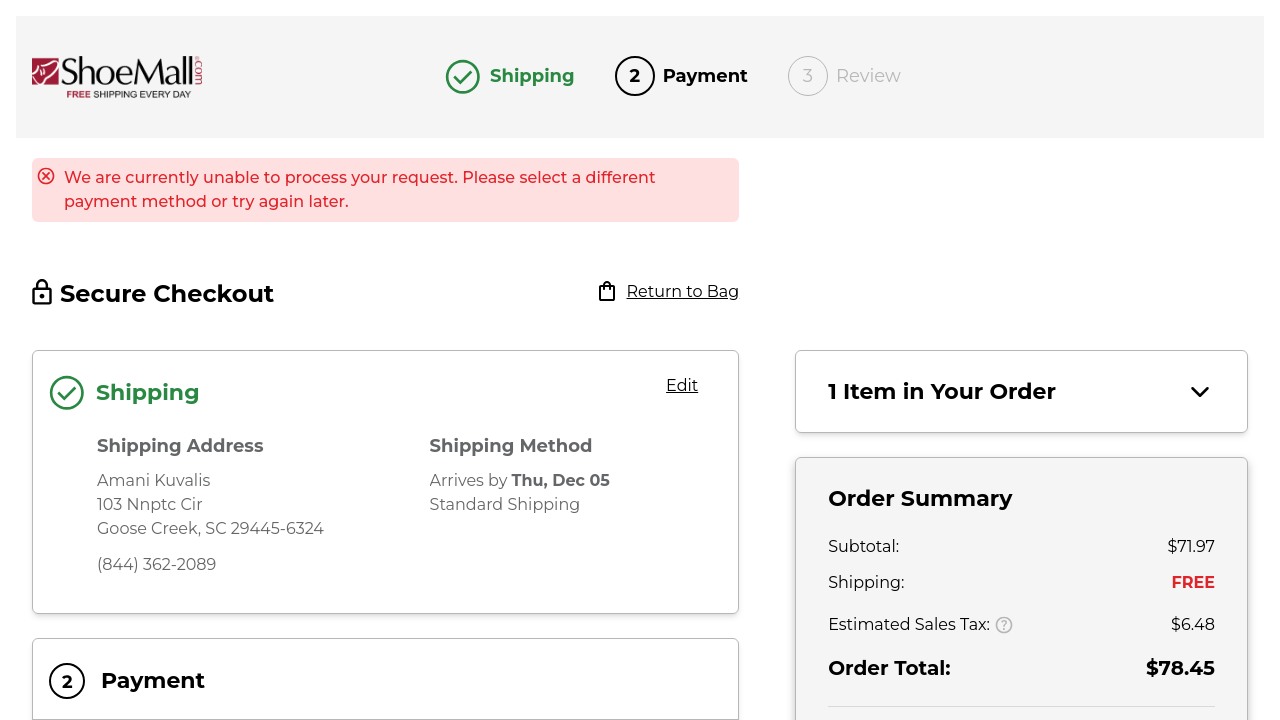 ShoeMall.com
FREE SHIPPING EVERY DAY
Shipping
2 Payment
3 Review
We are currently unable to process your request. Please select a different
payment method or try again later.
Secure Checkout
Return to Bag
Shipping
Edit
Shipping Address
Amani Kuvalis
103 Nnptc Cir
Goose Creek, SC 29445-6324
(844) 362-2089
Shipping Method
Arrives by Thu, Dec 05
Standard Shipping
2 Payment
1 Item in Your Order
Order Summary
Subtotal: $71.97
Shipping: FREE
Estimated Sales Tax: ? $6.48
Order Total: $78.45